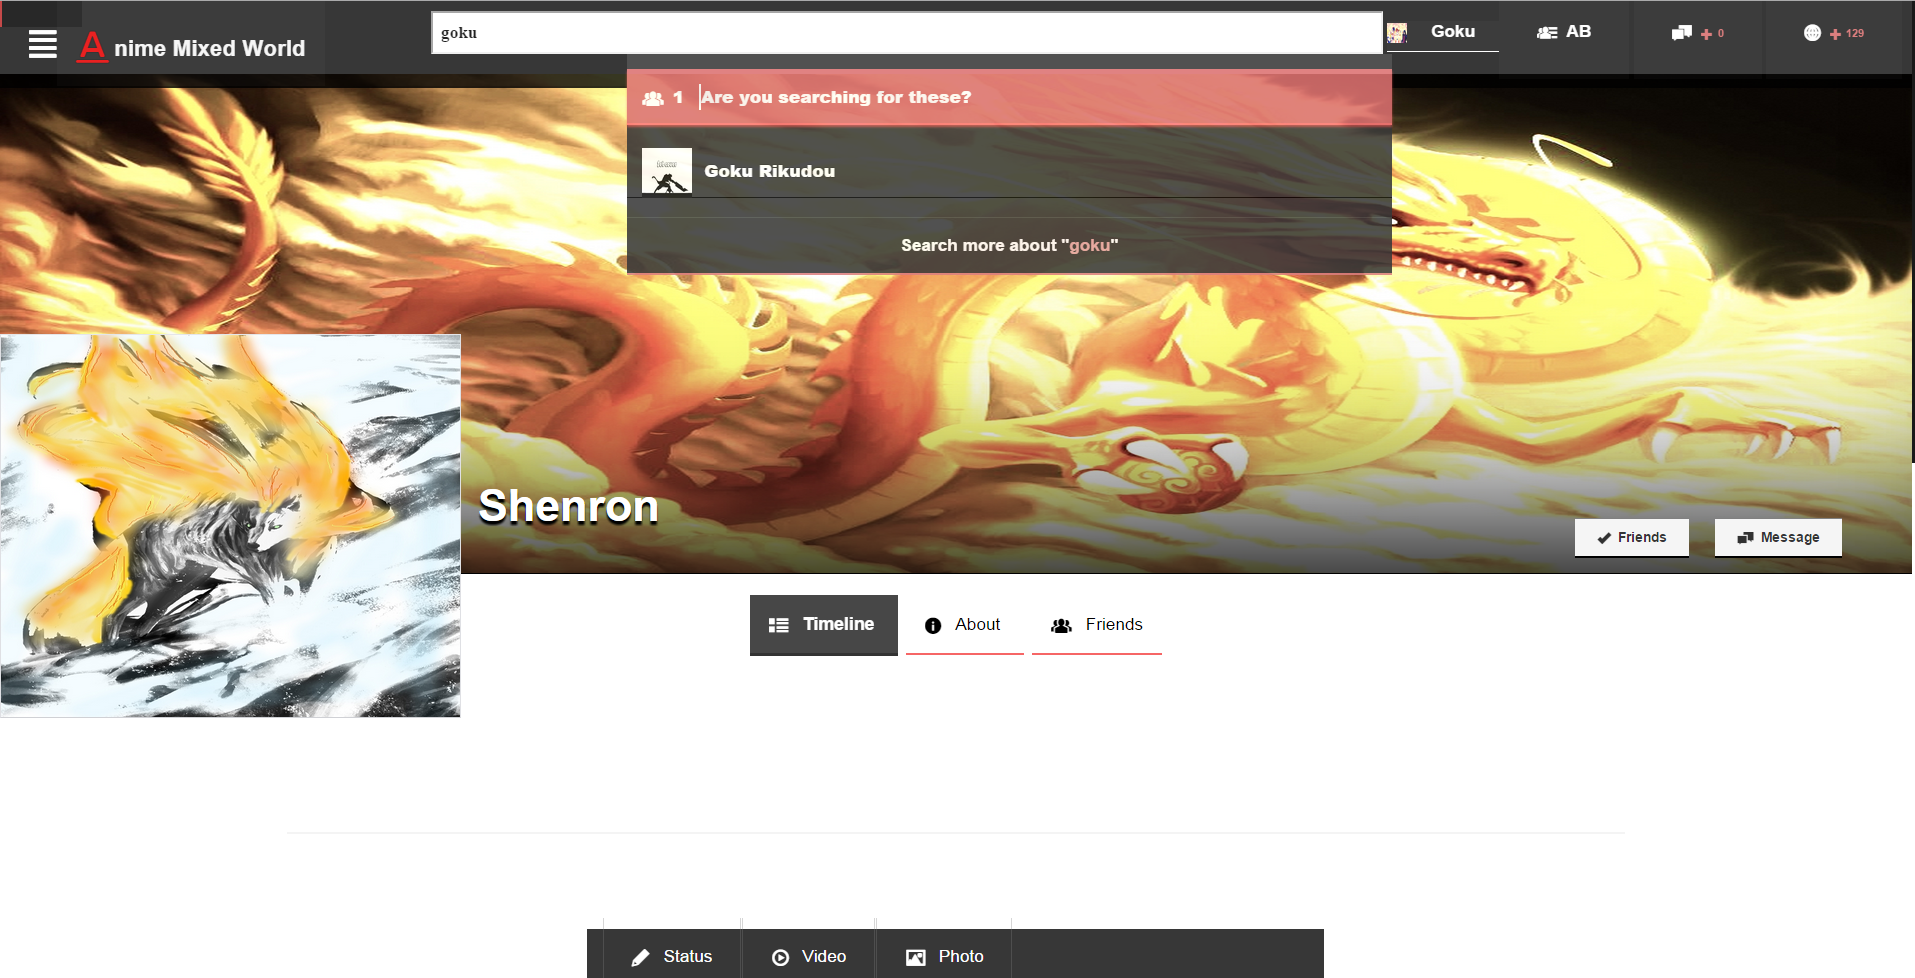 Anime Mixed World
goku
Goku
AB
0
129
1 Are you searching for these?
Goku Rikudou
Search more about "goku"
Shenron
Friends
Message
Timeline
About
Friends
Status
Video
Photo